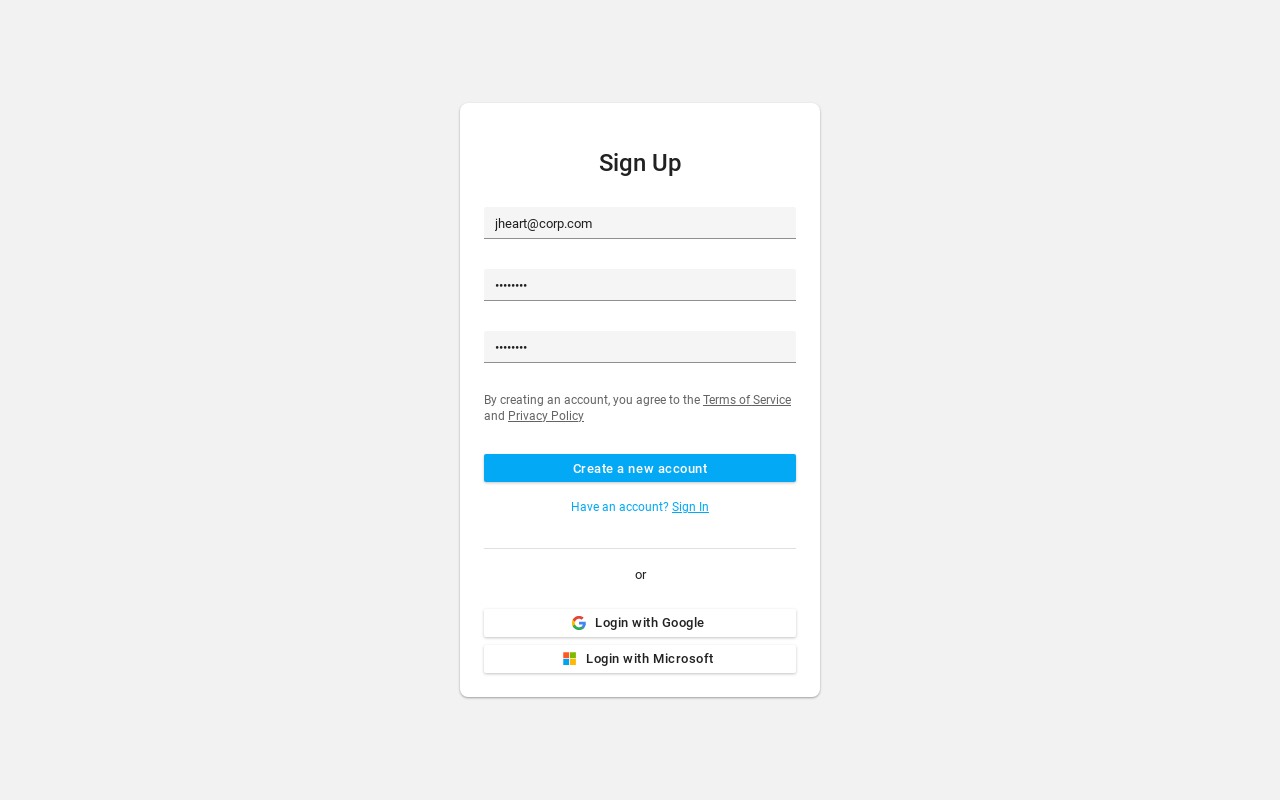 Sign Up
jheart@corp.com
••••••••
••••••••
By creating an account, you agree to the Terms of Service
and Privacy Policy
Create a new account
Have an account? Sign In
or
Login with Google
Login with Microsoft